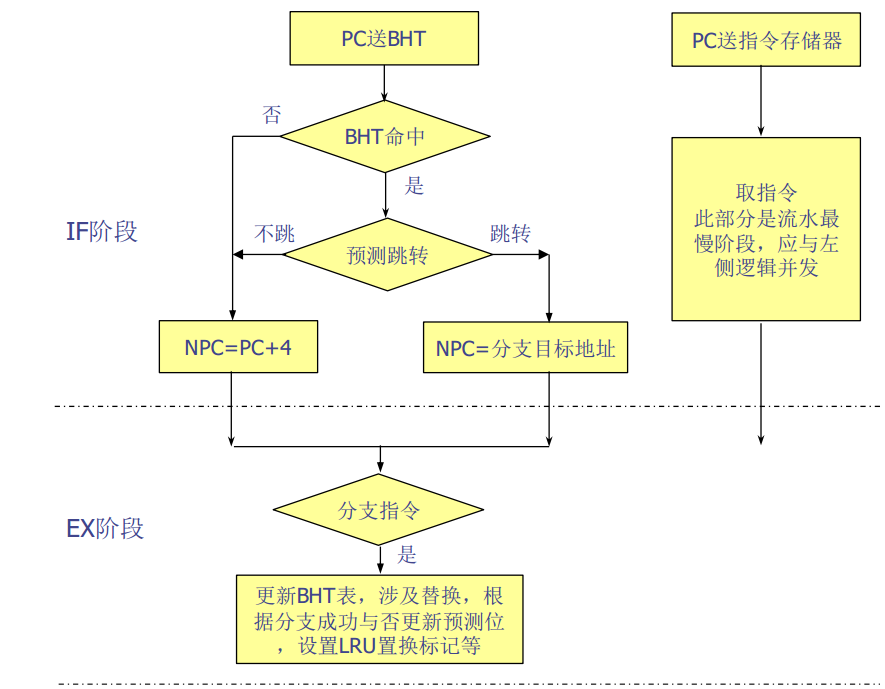 PC送BHT
PC送指令存储器
否
BHT命中
是
取指令
此部分是流水最
慢阶段，应与左
侧逻辑并发
IF阶段
不跳
预测跳转
跳转
NPC=PC+4
NPC=分支目标地址
分支指令
EX阶段
是
更新BHT表，涉及替换，根
据分支成功与否更新预测位
，设置LRU置换标记等